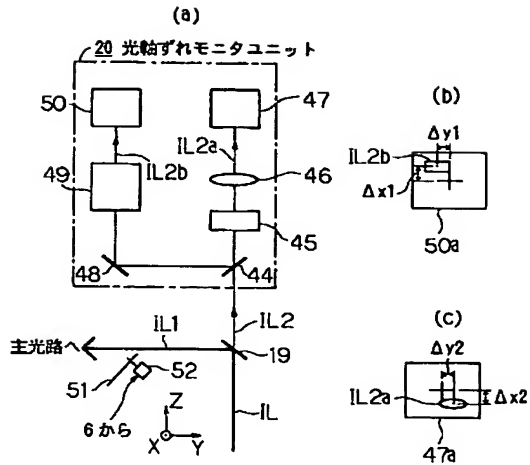 (a)
20 光軸ずれモニタユニット
50
47
IL2a
(b)
IL2b
Δy1
49
46
IL2b
Δx1
45
50a
48
44
IL2
(c)
主光路へ
IL1
Δy2
19
51
52
IL2a
Δx2
6から
Z
X
Y
IL
47a